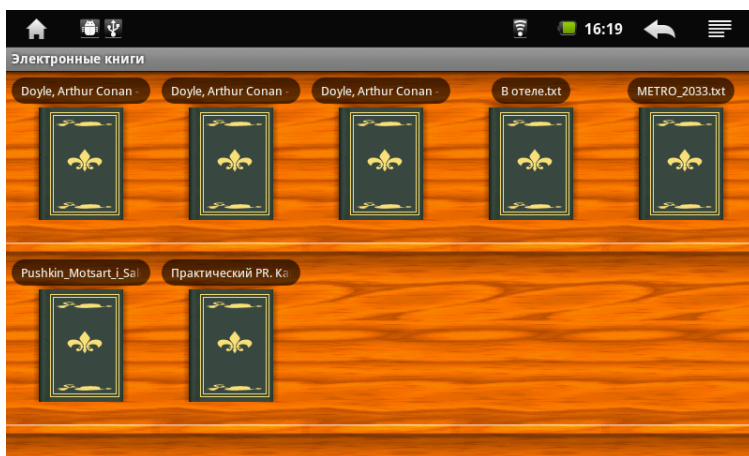 16:19
Электронные книги
Doyle, Arthur Conan -
Doyle, Arthur Conan -
Doyle, Arthur Conan -
В отеле.txt
METRO_2033.txt
Pushkin_Motsart_i_Sal
Практический PR. Ка